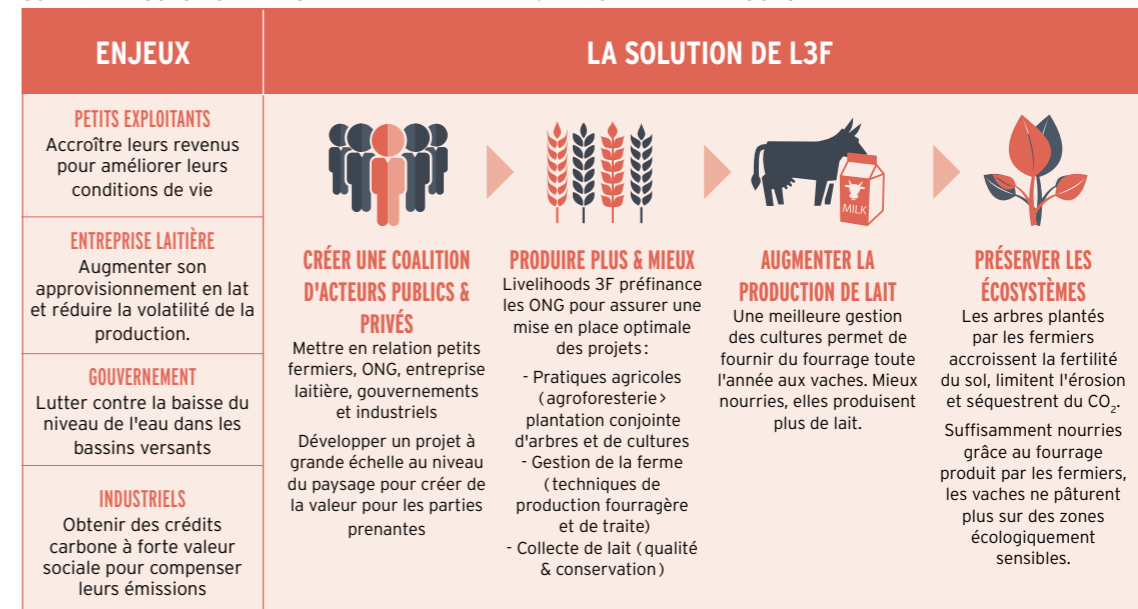 ENJEUX
LA SOLUTION DE L3F
PETITS EXPLOITANTS
Accroître leurs revenus
pour améliorer leurs
conditions de vie
ENTREPRISE LAITIÈRE
Augmenter son
approvisionnement en lat
et réduire la volatilité de la
production.
GOUVERNEMENT
Lutter contre la baisse du
niveau de l'eau dans les
bassins versants
INDUSTRIELS
Obtenir des crédits
carbone à forte valeur
sociale pour compenser
leurs émissions
CRÉER UNE COALITION
D'ACTEURS PUBLICS &
PRIVÉS
Mettre en relation petits
fermiers, ONG, entreprise
laitière, gouvernements
et industriels
Développer un projet à
grande échelle au niveau
du paysage pour créer de
la valeur pour les parties
prenantes
PRODUIRE PLUS & MIEUX
Livelihoods 3F préfinance
les ONG pour assurer une
mise en place optimale
des projets :
- Pratiques agricoles
(agroforesterie >
plantation conjointe
d'arbres et de cultures
- Gestion de la ferme
(techniques de
production fourragère
et de traite)
- Collecte de lait (qualité
& conservation)
MILK
AUGMENTER LA
PRODUCTION DE LAIT
Une meilleure gestion
des cultures permet de
fournir du fourrage toute
l'année aux vaches. Mieux
nourries, elles produisent
plus de lait.
PRÉSERVER LES
ÉCOSYSTÈMES
Les arbres plantés
par les fermiers
accroissent la fertilité
du sol, limitent l'érosion
et séquestrent du CO₂.
Suffisamment nourries
grâce au fourrage
produit par les fermiers,
les vaches ne pâturent
plus sur des zones
écologiquement
sensibles.